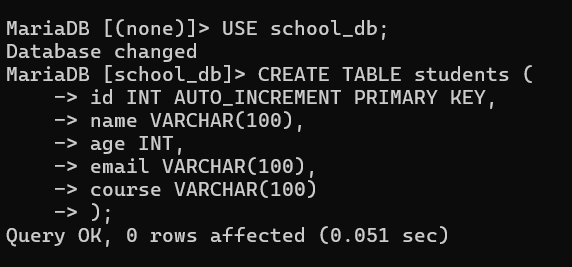 MariaDB [(none)]> USE school_db;
Database changed
MariaDB [school_db]> CREATE TABLE students (
    -> id INT AUTO_INCREMENT PRIMARY KEY,
    -> name VARCHAR(100),
    -> age INT,
    -> email VARCHAR(100),
    -> course VARCHAR(100)
    -> );
Query OK, 0 rows affected (0.051 sec)